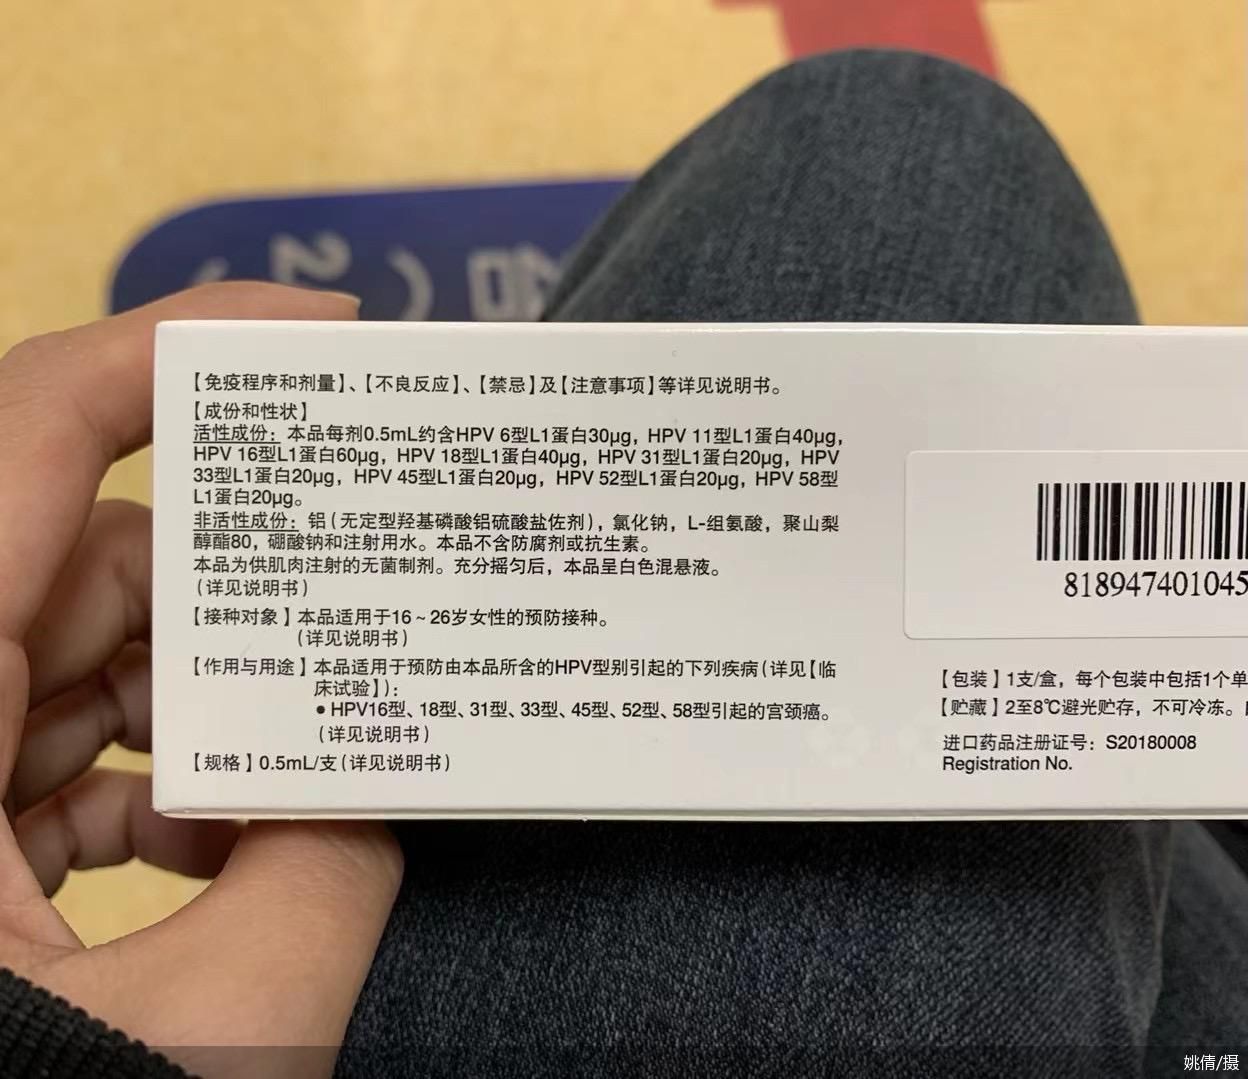 【免疫程序和剂量】、【不良反应】、【禁忌】及【注意事项】等详见说明书。
【成份和性状】
活性成份：本品每剂0.5mL约含HPV 6型L1蛋白30μg，HPV 11型L1蛋白40μg，
HPV 16型L1蛋白60μg，HPV 18型L1蛋白40μg，HPV 31型L1蛋白20μg，HPV
33型L1蛋白20μg，HPV 45型L1蛋白20μg，HPV 52型L1蛋白20μg，HPV 58型
L1蛋白20μg。
非活性成份：铝（无定型羟基磷酸铝硫酸盐佐剂），氯化钠，L-组氨酸，聚山梨
醇酯80，硼酸钠和注射用水。本品不含防腐剂或抗生素。
本品为供肌肉注射的无菌制剂。充分摇匀后，本品呈白色混悬液。
（详见说明书）
【接种对象】本品适用于16～26岁女性的预防接种。
（详见说明书）
【作用与用途】本品适用于预防由本品所含的HPV型别引起的下列疾病（详见【临
床试验】）：
● HPV16型、18型、31型、33型、45型、52型、58型引起的宫颈癌。
（详见说明书）
【规格】0.5mL/支（详见说明书）
818947401045
【包装】1支/盒，每个包装中包括1个单
【贮藏】2至8℃避光贮存，不可冷冻。
进口药品注册证号：S20180008
Registration No.
姚倩/摄